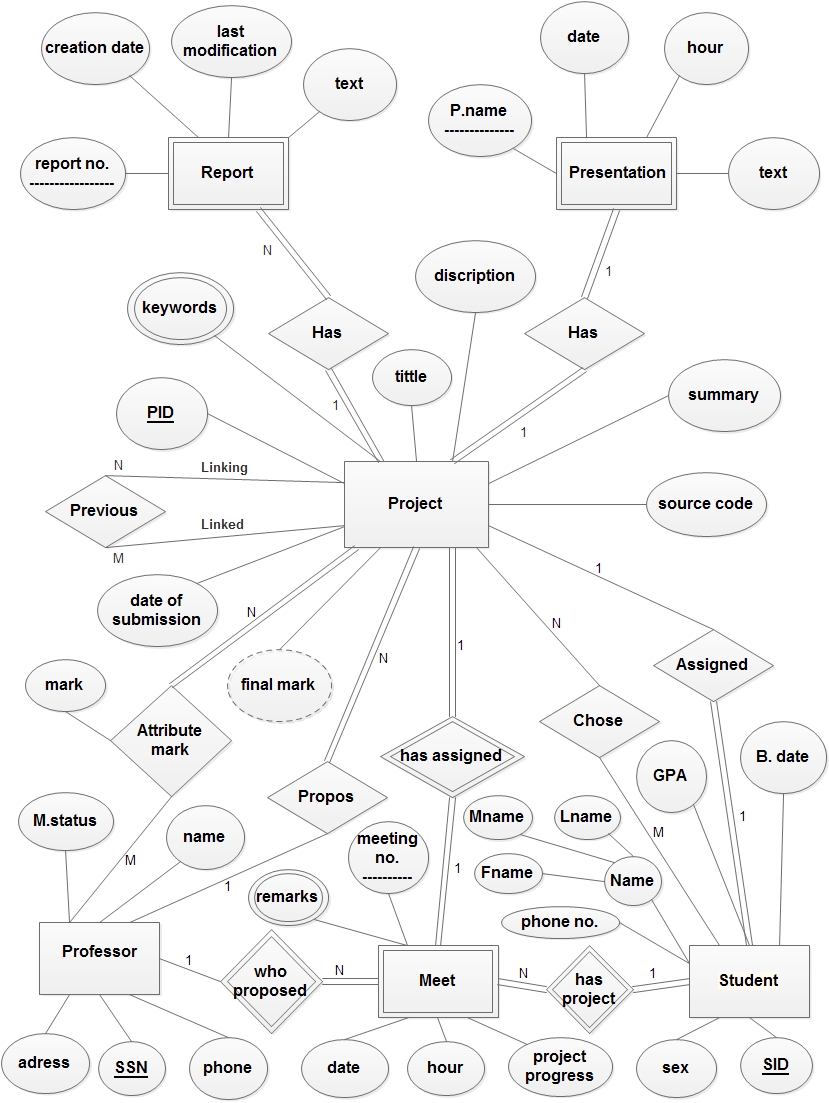 creation date
last
modification
text
report no.
Report
date
hour
P.name
Presentation
text
N
1
keywords
Has
discription
Has
1
1
tittle
summary
PID
N
Linking
Previous
Project
source code
Linked
M
date of
submission
N
final mark
N
1
N
1
Assigned
mark
Attribute
mark
has assigned
Chose
B. date
GPA
Propos
M.status
name
M
1
meeting
no.
1
Mname
Lname
M
1
Fname
Name
remarks
phone no.
Professor
1
who
proposed
N
Meet
N
has
project
1
Student
adress
SSN
phone
date
hour
project
progress
sex
SID